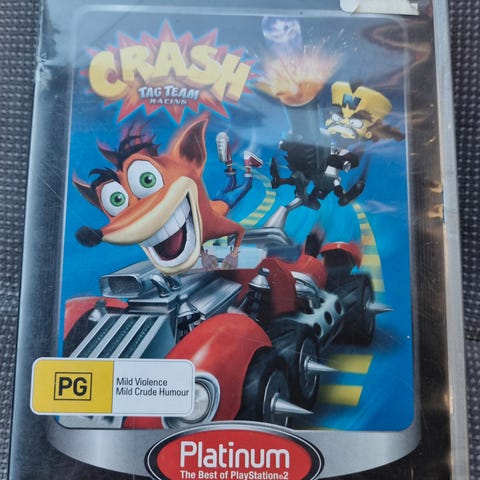 CRASH
TAG TEAM
RACING
N
PG
Mild Violence
Mild Crude Humour
Platinum
The Best of PlayStation®2